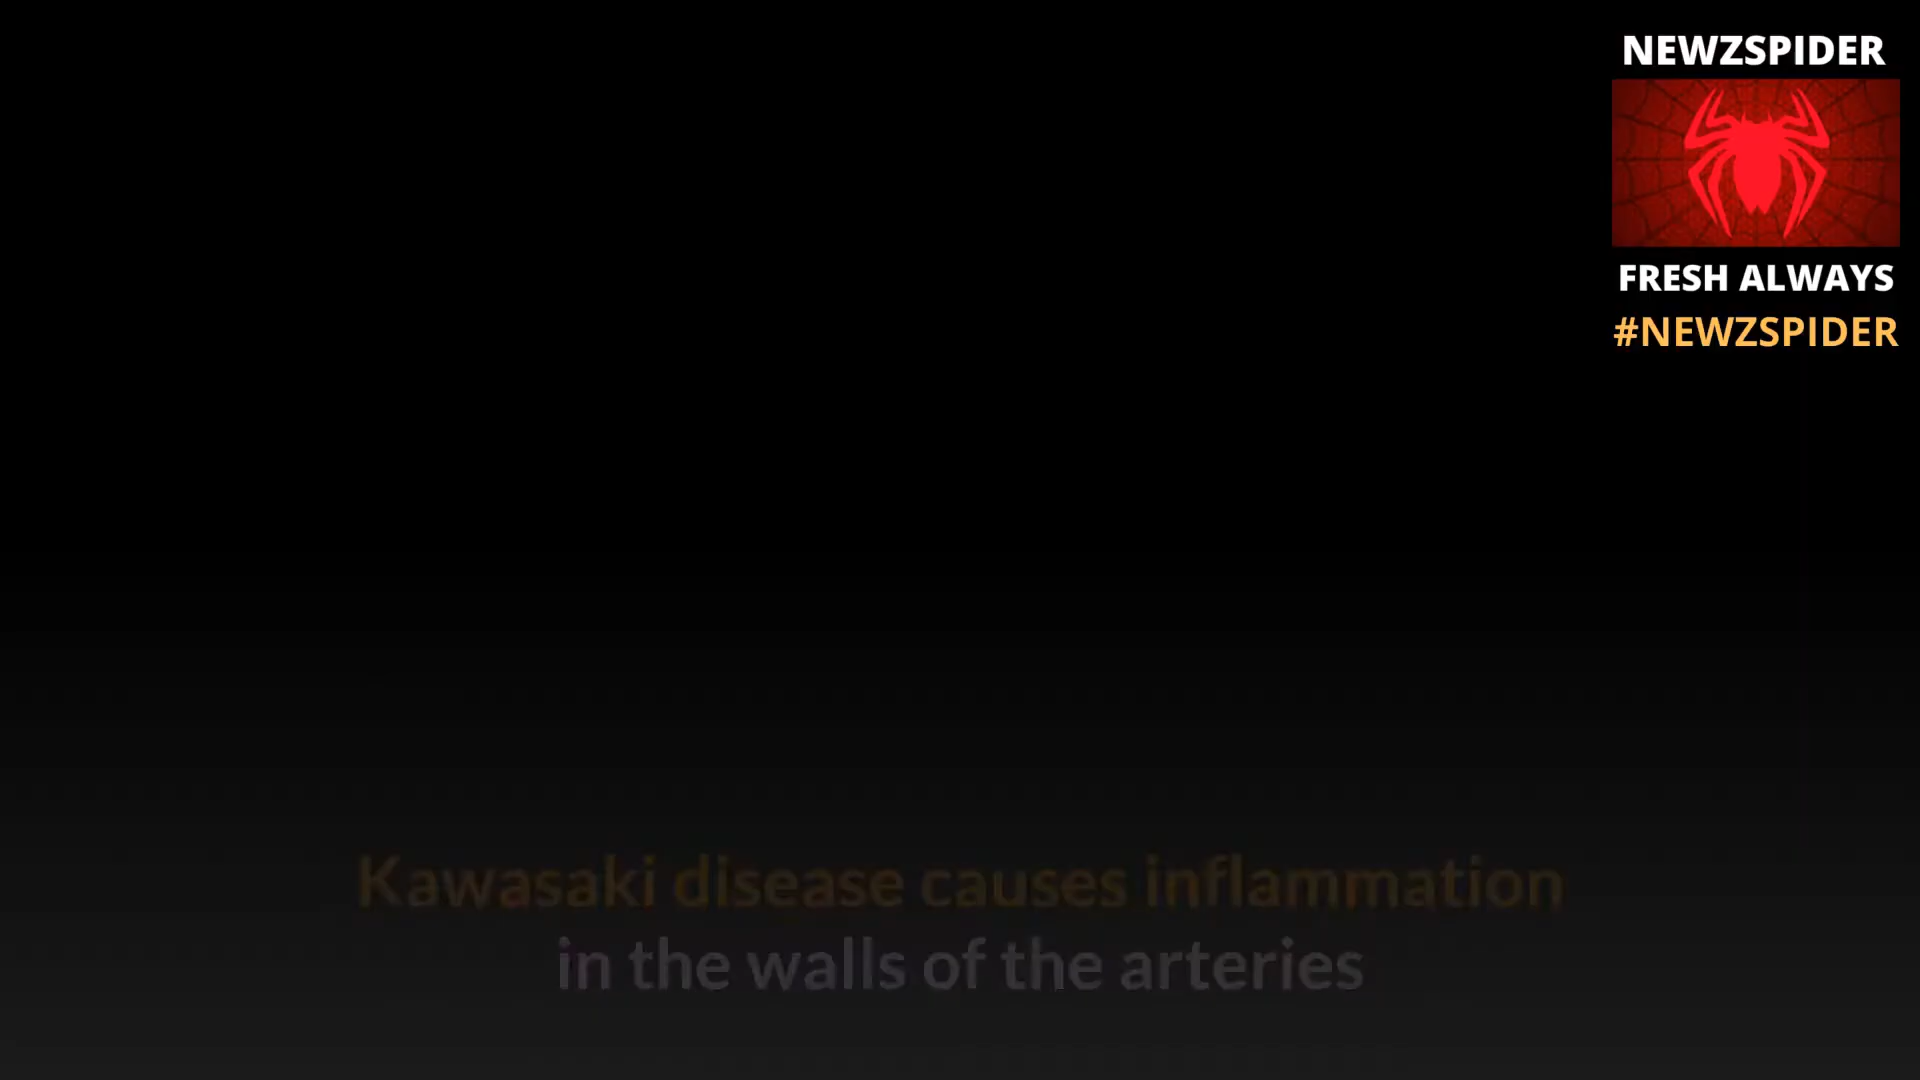 NEWZSPIDER
FRESH ALWAYS
#NEWZSPIDER
Kawasaki disease causes inflammation
in the walls of the arteries